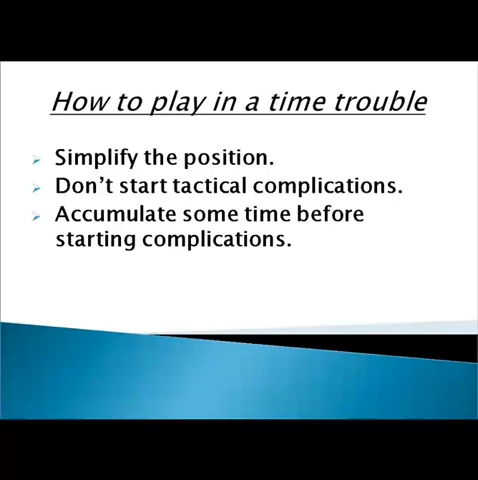 How to play in a time trouble
Simplify the position.
Don't start tactical complications.
Accumulate some time before
starting complications.